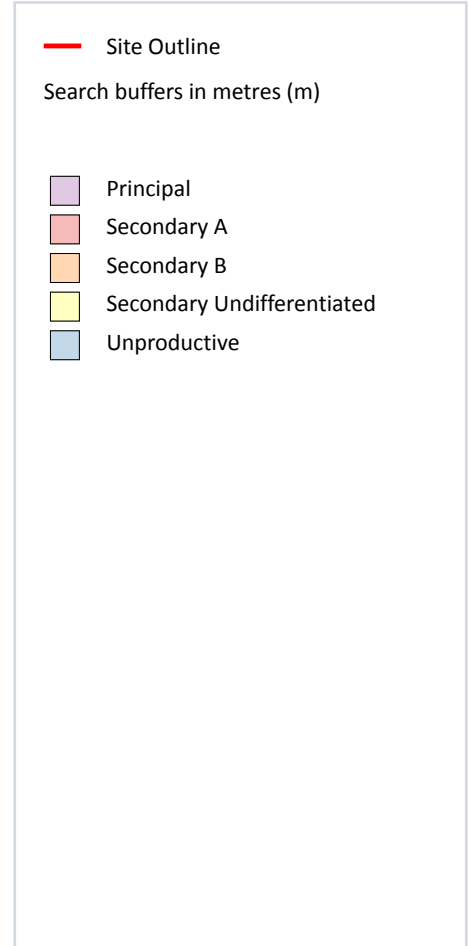 Site Outline
Search buffers in metres (m)
Principal
Secondary A
Secondary B
Secondary Undifferentiated
Unproductive